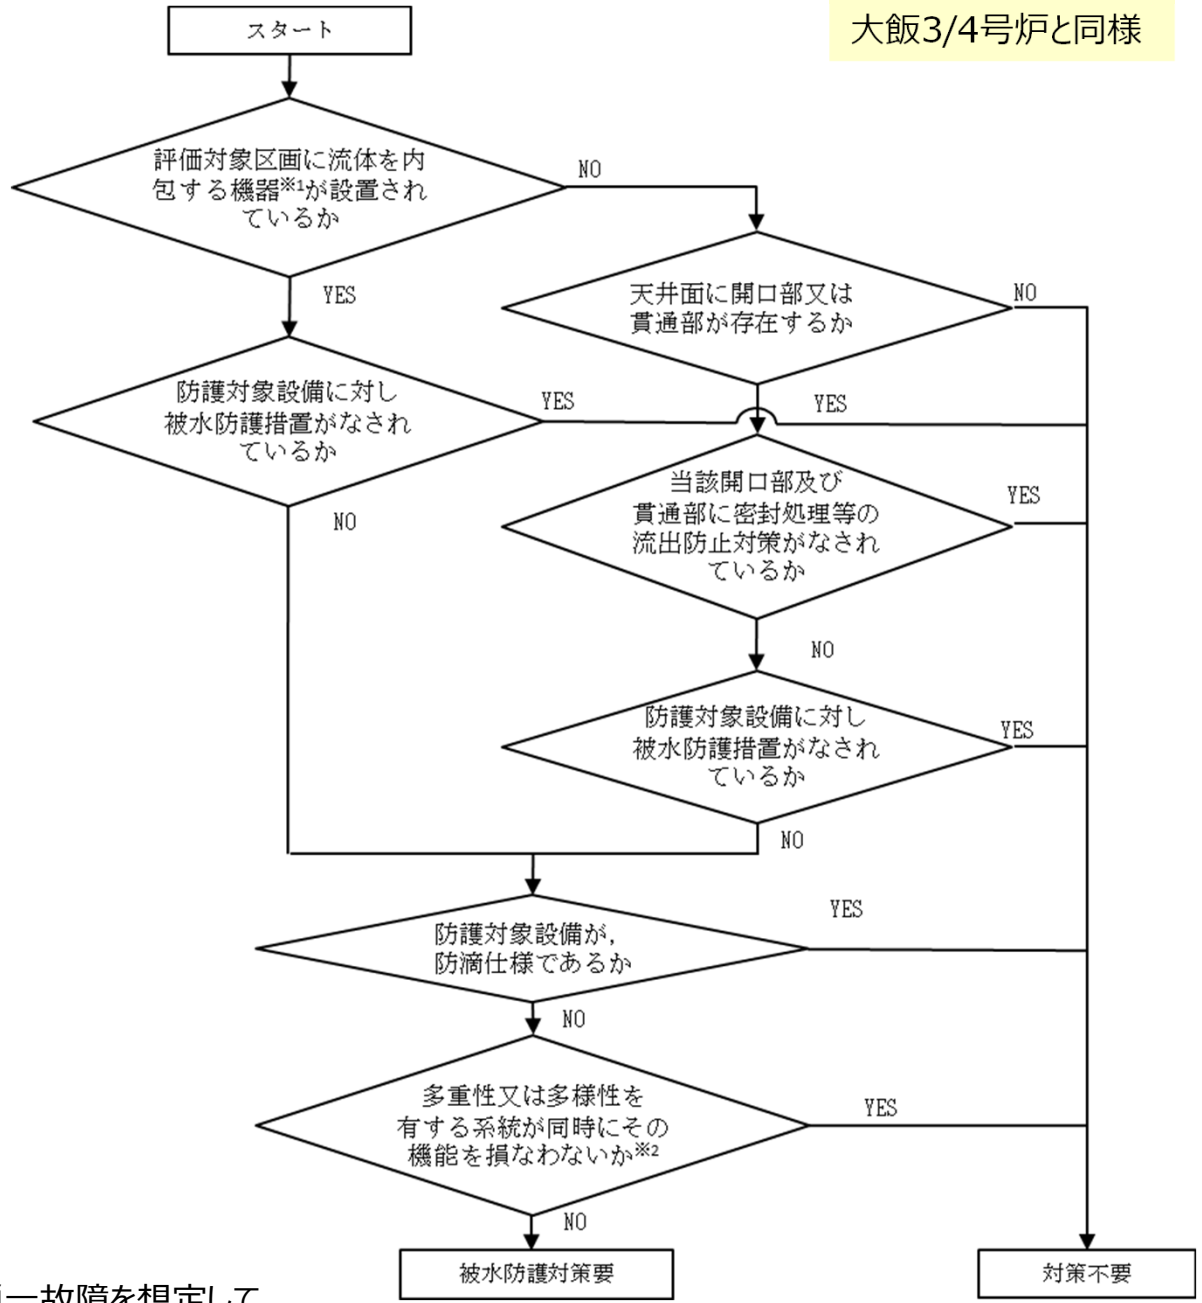 大飯3/4号炉と同様
スタート
評価対象区画に流体を内
包する機器※1が設置され
ているか
NO
YES
天井面に開口部又は
貫通部が存在するか
NO
YES
防護対象設備に対し
被水防護措置がなされ
ているか
YES
NO
当該開口部及び
貫通部に密封処理等の
流出防止対策がなされ
ているか
YES
NO
防護対象設備に対し
被水防護措置がなされ
ているか
YES
NO
防護対象設備が,
防滴仕様であるか
YES
NO
多重性又は多様性を
有する系統が同時にその
機能を損なわないか※2
YES
NO
被水防護対策要
対策不要
一故障を想定して